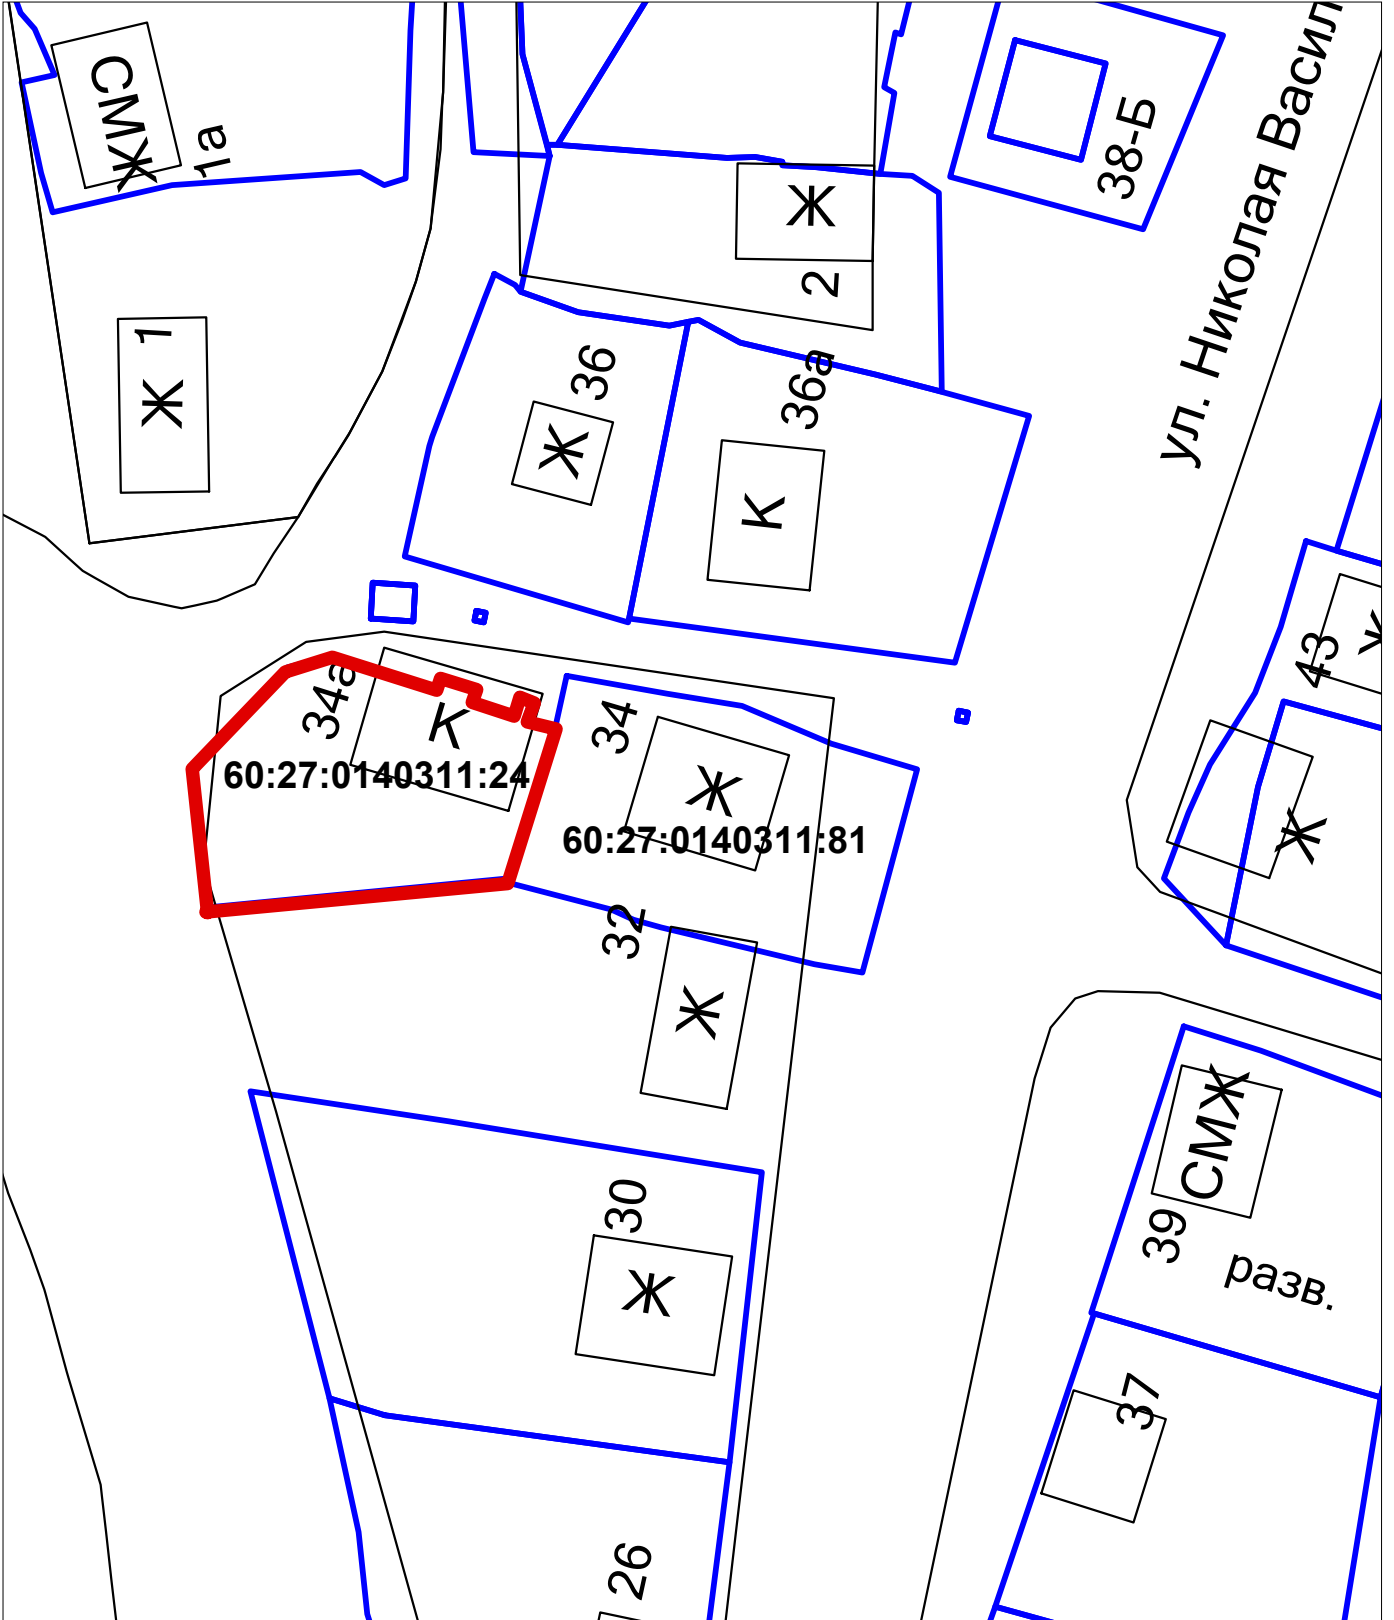 СМЖ
1а
38-Б
ул. Николая Васил
Ж
2
1
Ж
36
36а
Ж
К
43
34а
К
34
60:27:0140311:24
Ж
60:27:0140311:81
Ж
32
Ж
СМЖ
39
30
разв.
Ж
37
26